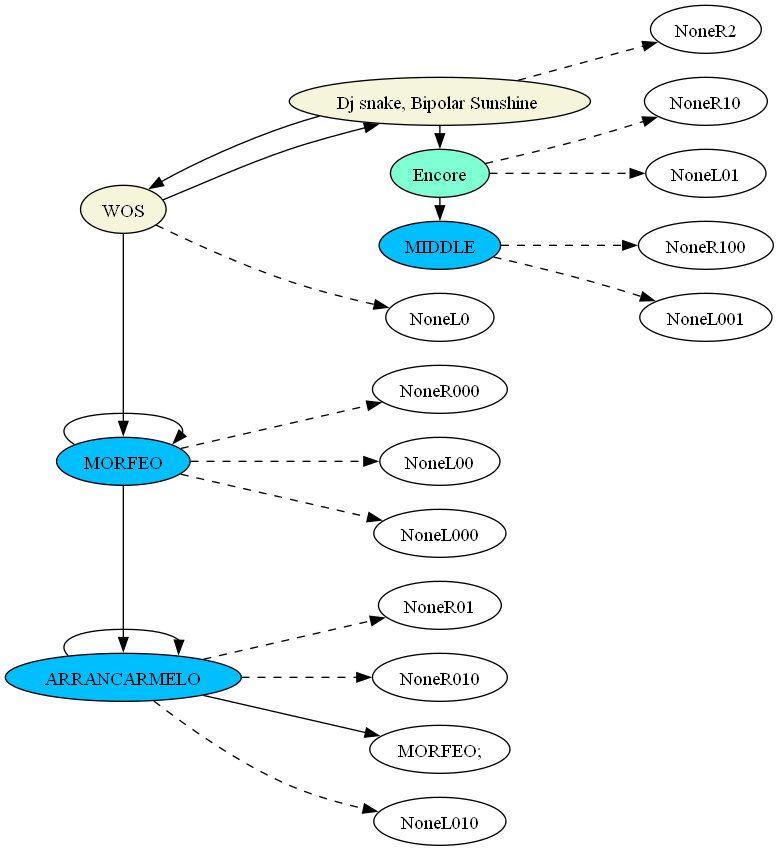 NoneR2
Dj snake, Bipolar Sunshine
NoneR10
Encore
NoneL01
WOS
MIDDLE
NoneR100
NoneL0
NoneL001
NoneR000
MORFEO
NoneL00
NoneL000
NoneR01
ARRANCARMELO
NoneR010
MORFEO;
NoneL010